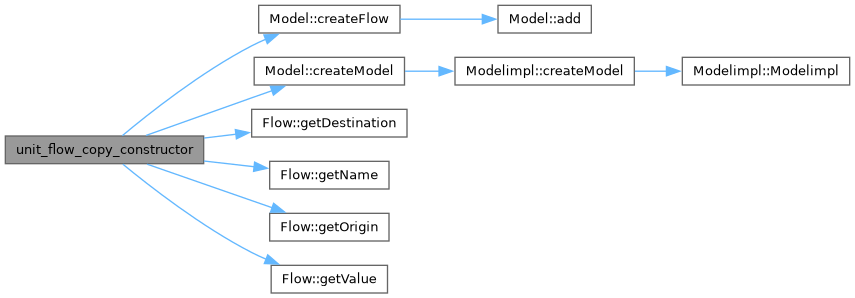 Model::createFlow
Model::add
Model::createModel
Modelimpl::createModel
Modelimpl::Modelimpl
Flow::getDestination
unit_flow_copy_constructor
Flow::getName
Flow::getOrigin
Flow::getValue